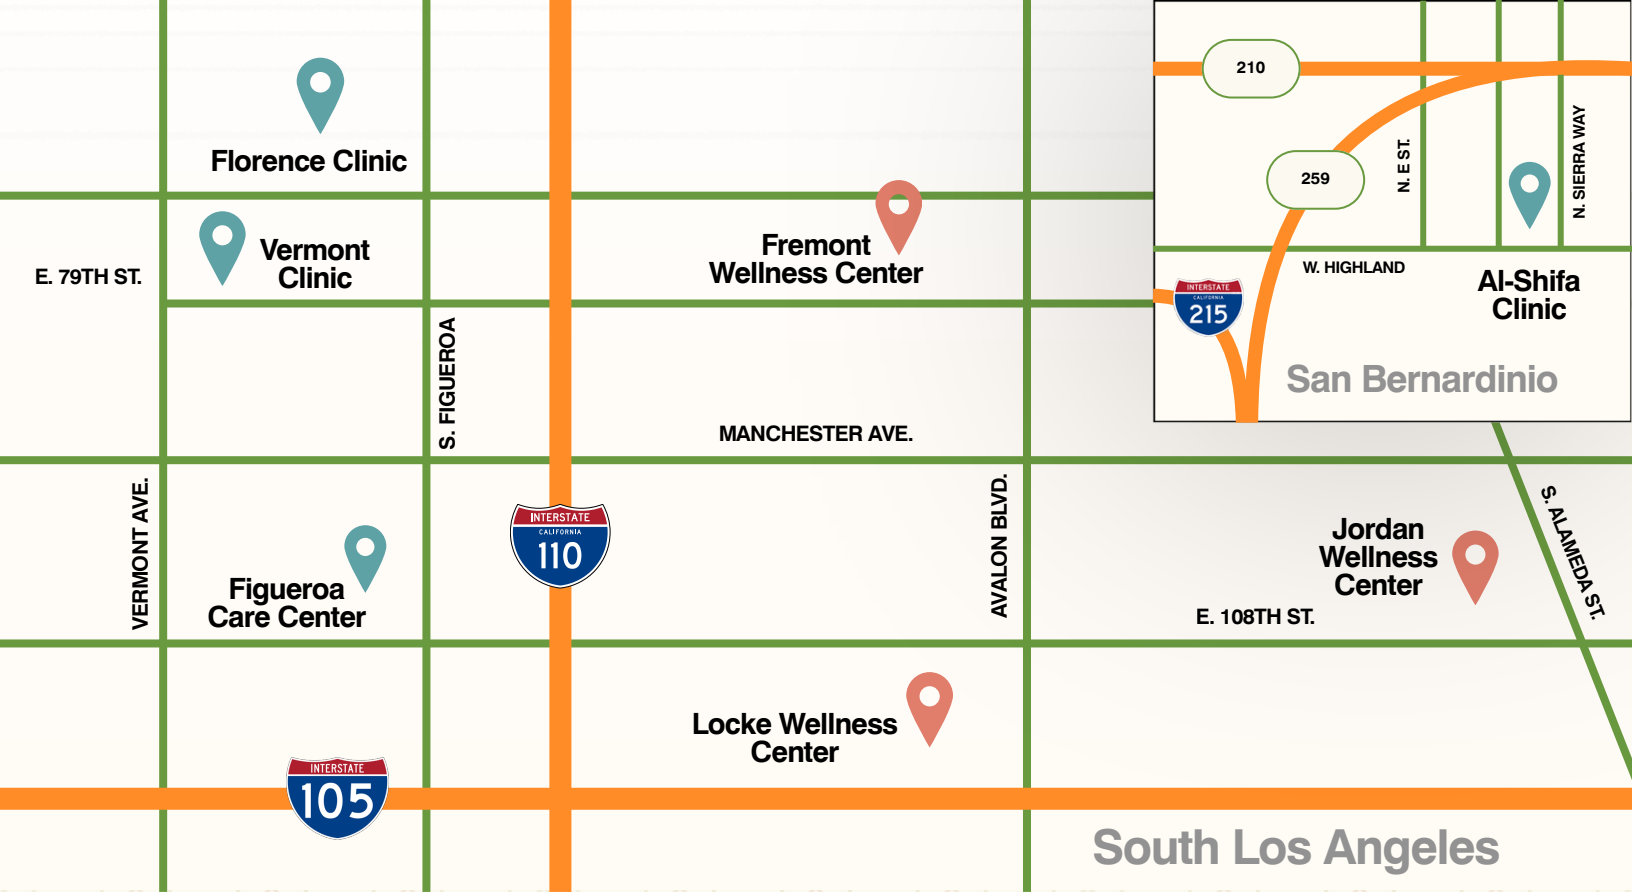 Florence Clinic
Vermont
Clinic
E. 79TH ST.
S. FIGUEROA
Fremont
Wellness Center
MANCHESTER AVE.
210
259
N. E ST.
N. SIERRA WAY
W. HIGHLAND
INTERSTATE
CALIFORNIA
215
Al-Shifa
Clinic
San Bernardinio
VERMONT AVE.
Figueroa
Care Center
INTERSTATE
CALIFORNIA
110
AVALON BLVD.
Jordan
Wellness
Center
S. ALAMEDA ST.
E. 108TH ST.
Locke Wellness
Center
INTERSTATE
105
South Los Angeles